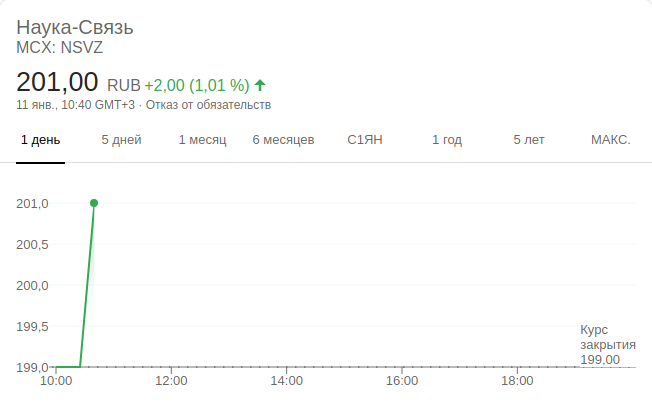 Наука-Связь
MCX: NSVZ
201,00 RUB +2,00 (1,01 %)
11 янв., 10:40 GMT+3 · Отказ от обязательств
1 день 5 дней 1 месяц 6 месяцев С1ЯН 1 год 5 лет МАКС.
201,0
200,5
200,0
199,5
Курс
закрытия
199,00
199,0
10:00 12:00 14:00 16:00 18:00